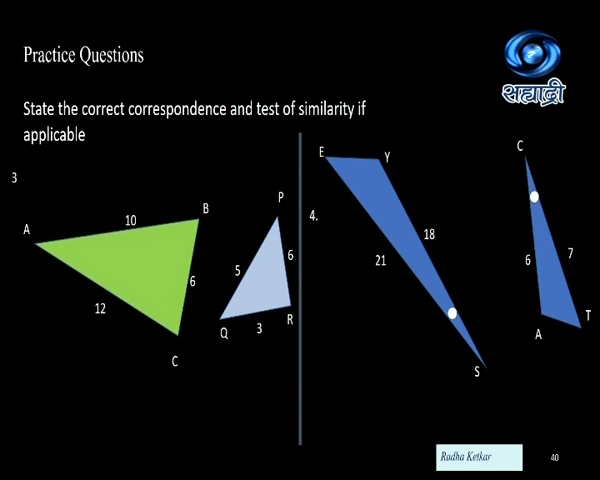 Practice Questions
सह्याद्री
State the correct correspondence and test of similarity if
applicable
3
A
10
B
12
6
C
P
5
6
Q
3
R
4.
E
Y
18
21
S
C
6
7
A
T
Radha Ketkar
40